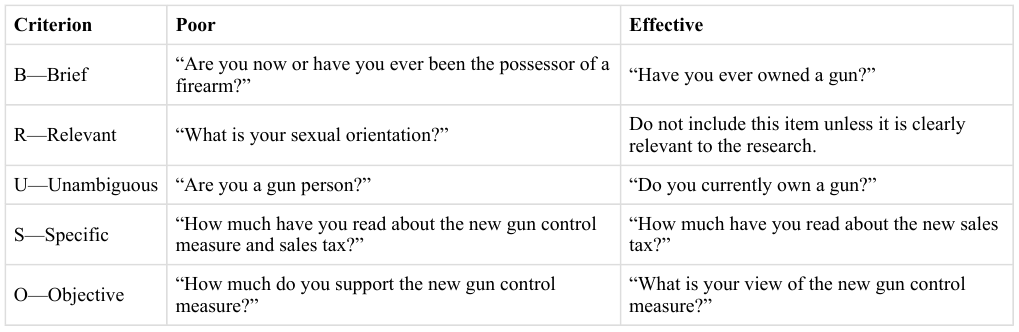 Criterion Poor Effective
B—Brief “Are you now or have you ever been the possessor of a
firearm?” “Have you ever owned a gun?”
R—Relevant “What is your sexual orientation?” Do not include this item unless it is clearly
relevant to the research.
U—Unambiguous “Are you a gun person?” “Do you currently own a gun?”
S—Specific “How much have you read about the new gun control
measure and sales tax?” “How much have you read about the new sales
tax?”
O—Objective “How much do you support the new gun control
measure?” “What is your view of the new gun control
measure?”